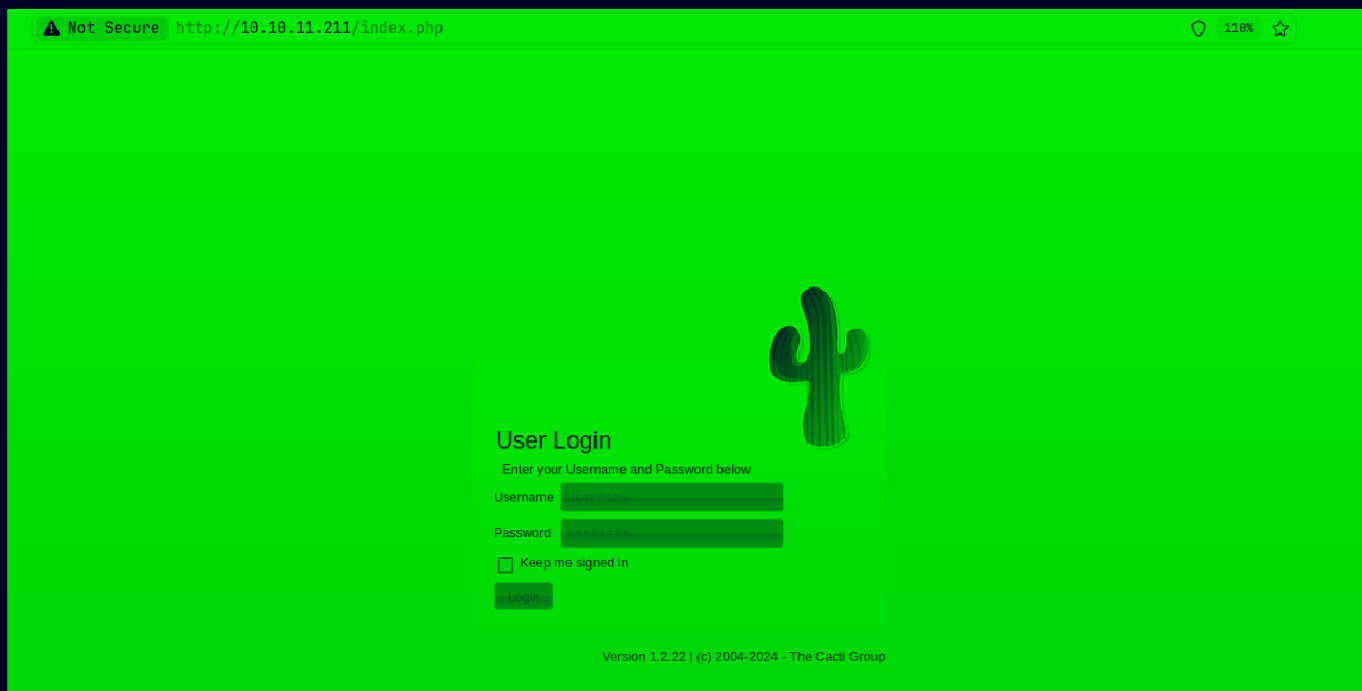 Not Secure http://10.10.11.211/index.php 110%
User Login
Enter your Username and Password below
Username Username
Password ********
Keep me signed in
Login
Version 1.2.22 | (c) 2004-2024 - The Cacti Group